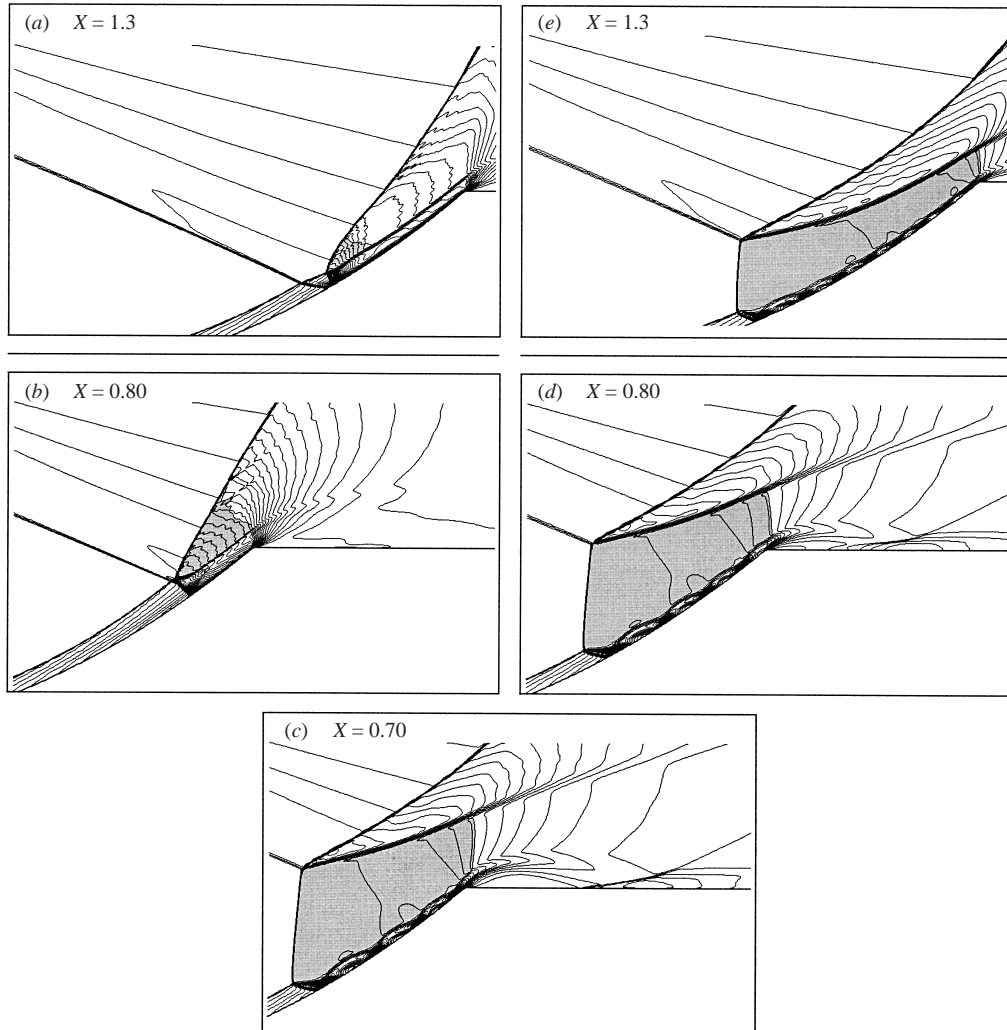 (a) X = 1.3
(e) X = 1.3
(b) X = 0.80
(d) X = 0.80
(c) X = 0.70